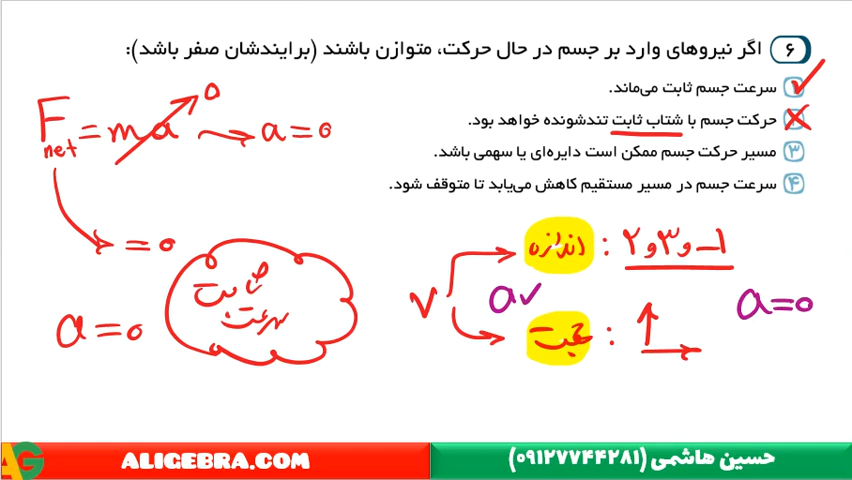 ۶ اگر نیروهای وارد بر جسم در حال حرکت، متوازن باشند (برایندشان صفر باشد):
۱ سرعت جسم ثابت می‌ماند.
۲ حرکت جسم با شتاب ثابت تندشونده خواهد بود.
۳ مسیر حرکت جسم ممکن است دایره‌ای یا سهمی باشد.
۴ سرعت جسم در مسیر مستقیم کاهش می‌یابد تا متوقف شود.
F net = ma 0 a = 0
= 0
a = 0
ثابت
سرعت
v
اندازه : ۱- و ۳ و ۲
a
جهت :
a = 0
AG
ALIGEBRA.COM
حسین هاشمی (۰۹۱۲۷۷۴۴۲۸۱)